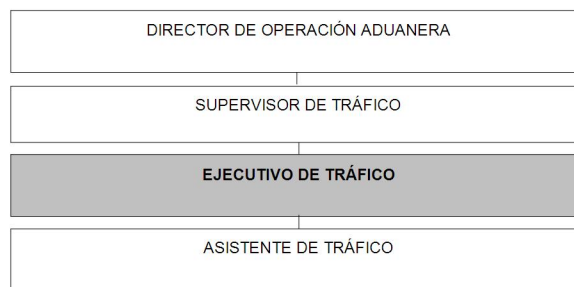 DIRECTOR DE OPERACIÓN ADUANERA
SUPERVISOR DE TRÁFICO
EJECUTIVO DE TRÁFICO
ASISTENTE DE TRÁFICO